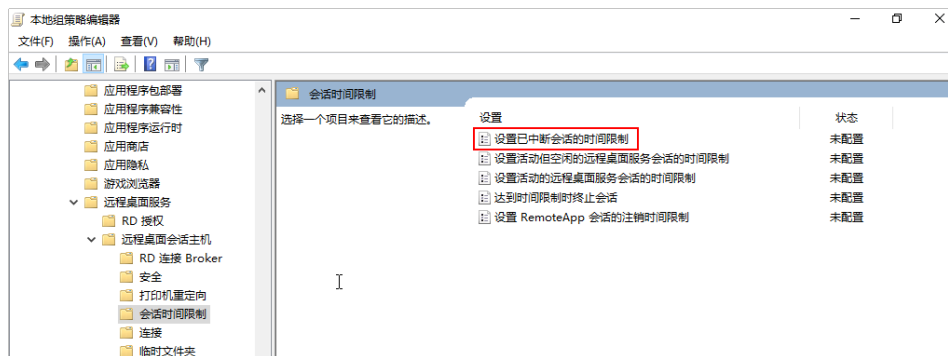 本地组策略编辑器
文件(F) 操作(A) 查看(V) 帮助(H)
应用程序包部署
应用程序兼容性
应用程序运行时
应用商店
应用隐私
游戏浏览器
远程桌面服务
RD 授权
远程桌面会话主机
RD 连接 Broker
安全
打印机重定向
会话时间限制
连接
临时文件夹
会话时间限制
选择一个项目来查看它的描述。
设置 状态
设置已中断会话的时间限制 未配置
设置活动但空闲的远程桌面服务会话的时间限制 未配置
设置活动的远程桌面服务会话的时间限制 未配置
达到时间限制时终止会话 未配置
设置 RemoteApp 会话的注销时间限制 未配置